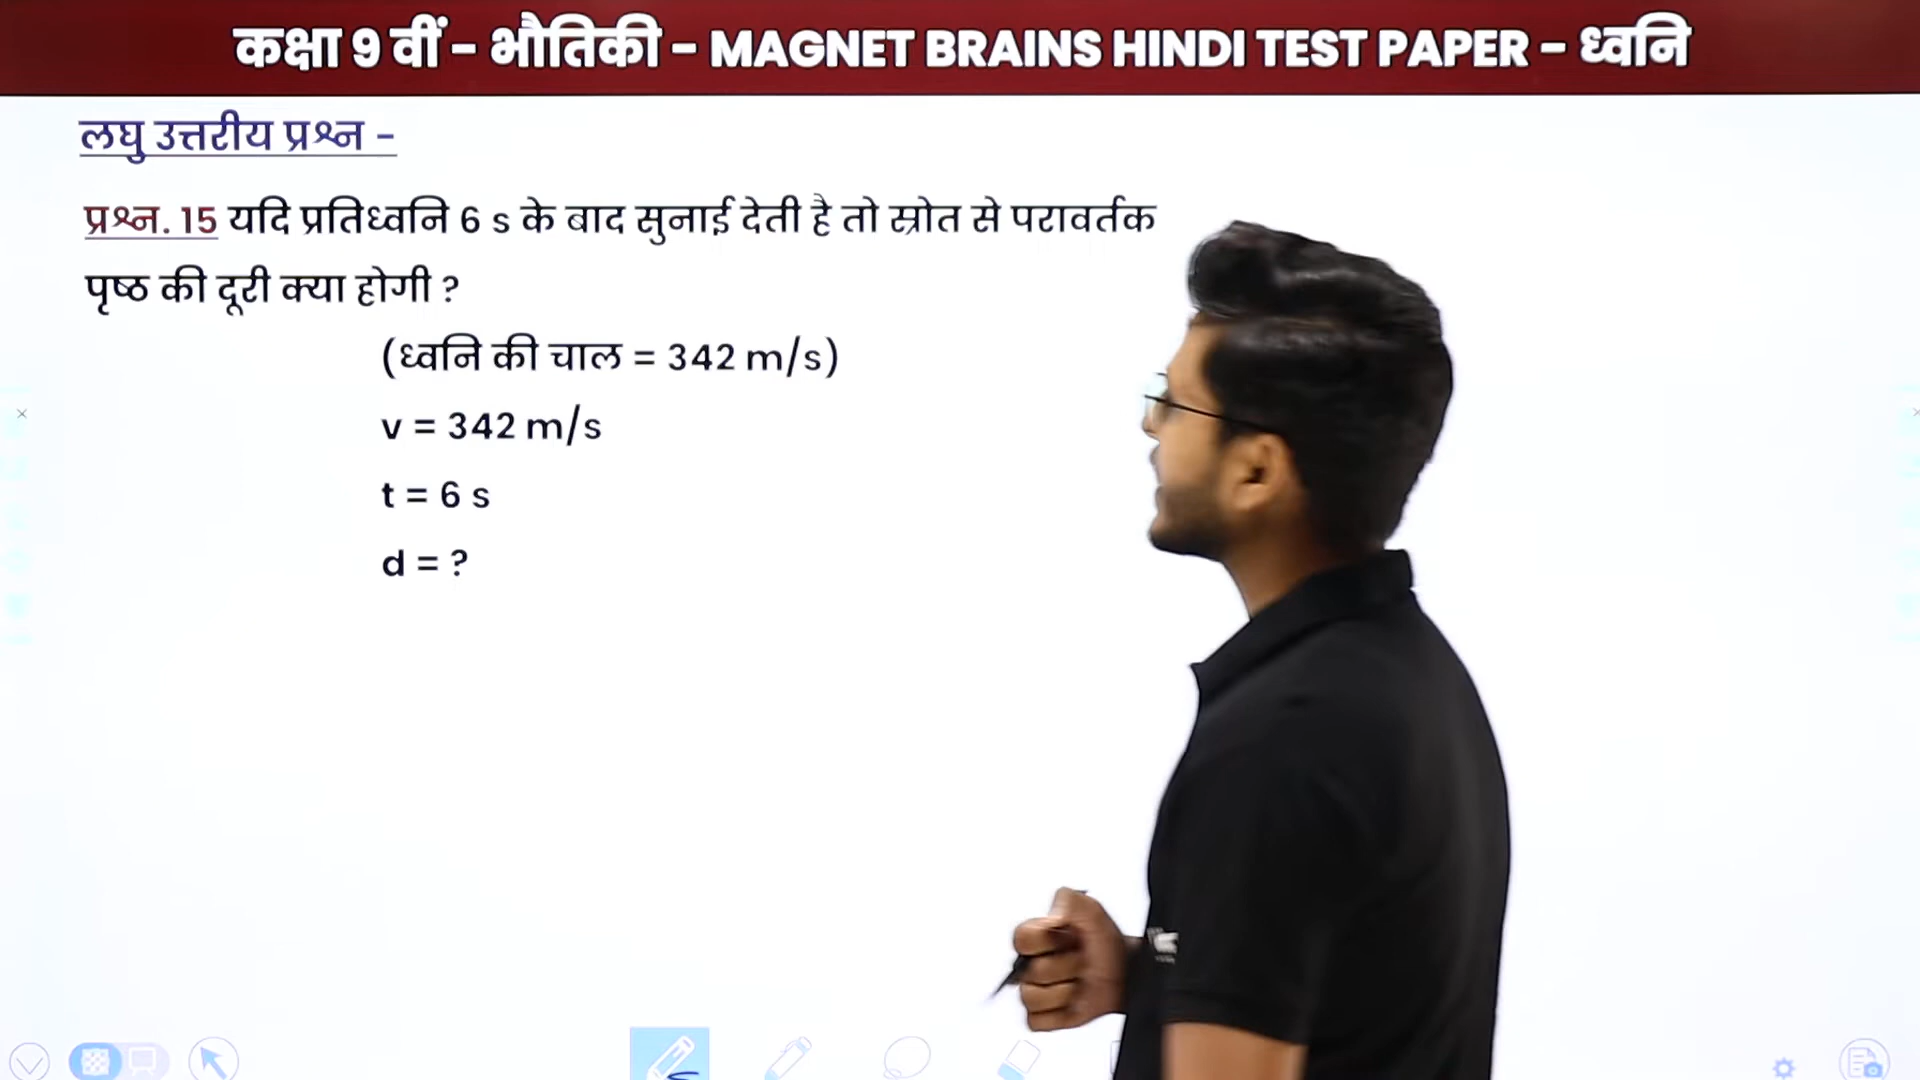 कक्षा 9 वीं – भौतिकी – MAGNET BRAINS HINDI TEST PAPER – ध्वनि
लघु उत्तरीय प्रश्न –
प्रश्न. 15 यदि प्रतिध्वनि 6 s के बाद सुनाई देती है तो स्रोत से परावर्तक
पृष्ठ की दूरी क्या होगी ?
(ध्वनि की चाल = 342 m/s)
v = 342 m/s
t = 6 s
d = ?